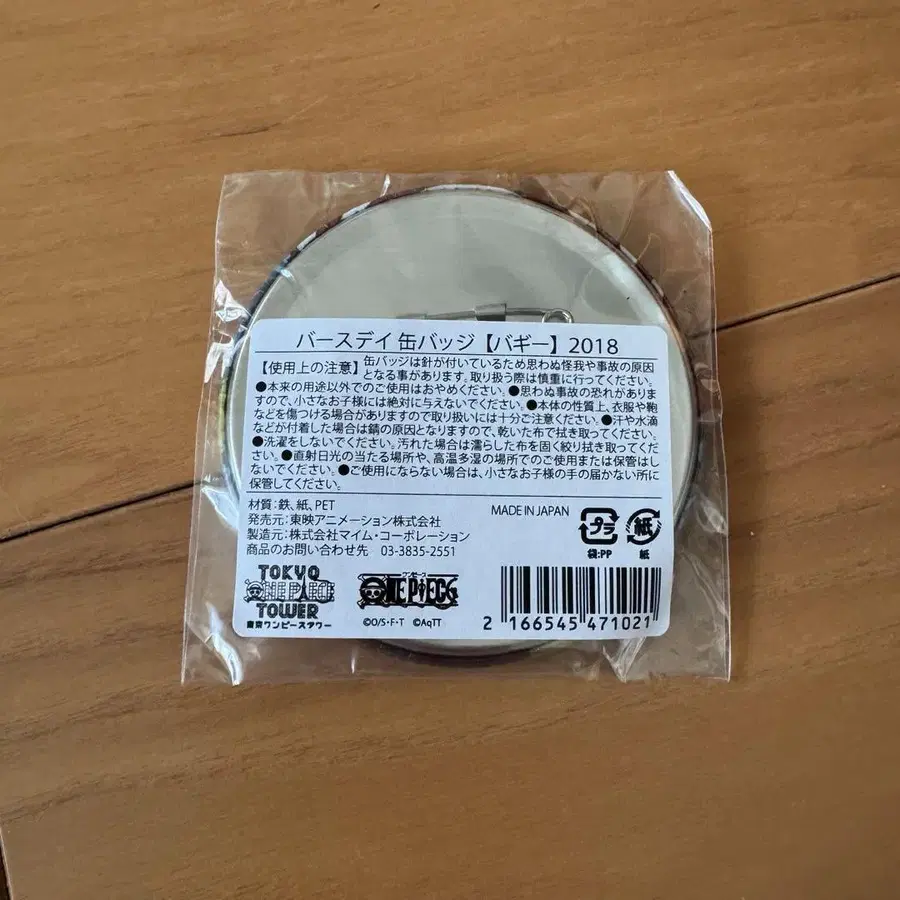 バースデイ 缶バッジ【バギー】2018
【使用上の注意】缶バッジは針が付いているため思わぬ怪我や事故の原因
となる事があります。取り扱う際は慎重に行ってください。
●本来の用途以外でのご使用はおやめください。●思わぬ事故の恐れがありま
すので、小さなお子様には絶対に与えないでください。●本体の性質上、衣服や鞄
などを傷つける場合がありますので取り扱いには十分ご注意ください。●汗や水滴
などが付着した場合は錆の原因となりますので、乾いた布で拭き取ってください。
●洗濯をしないでください。汚れた場合は濡らした布を固く絞り拭き取ってくださ
い。●直射日光の当たる場所や、高温多湿の場所でのご使用または保管はし
ないでください。●ご使用にならない場合は、小さなお子様の手の届かない所に
保管してください。
材質:鉄、紙、PET
MADE IN JAPAN
発売元:東映アニメーション株式会社
製造元:株式会社マイム・コーポレーション
商品のお問い合わせ先 03-3835-2551
プラ
袋:PP
紙
紙
TOKYO
ONE PIECE
TOWER
東京ワンピースタワー
ワンピース
ONE PIECE
©O/S・F・T ©AqTT
2 166545 471021